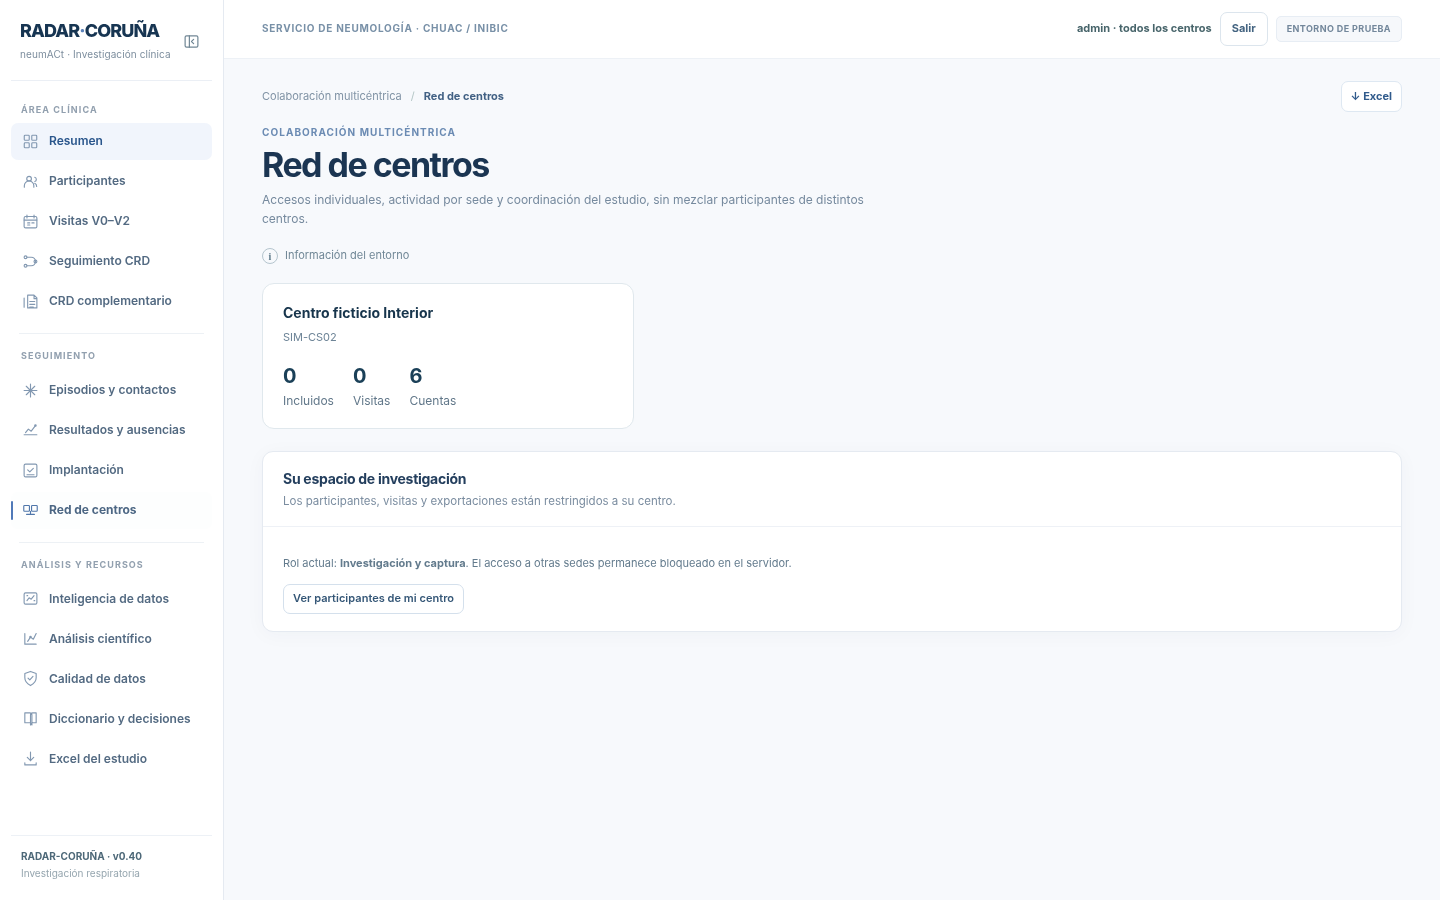 RADAR·CORUÑA
neumACt · Investigación clínica
ÁREA CLÍNICA
Resumen
Participantes
Visitas V0–V2
Seguimiento CRD
CRD complementario
SEGUIMIENTO
Episodios y contactos
Resultados y ausencias
Implantación
Red de centros
ANÁLISIS Y RECURSOS
Inteligencia de datos
Análisis científico
Calidad de datos
Diccionario y decisiones
Excel del estudio
RADAR-CORUÑA · v0.40
Investigación respiratoria
SERVICIO DE NEUMOLOGÍA · CHUAC / INIBIC
admin · todos los centros
Salir
ENTORNO DE PRUEBA
Colaboración multicéntrica / Red de centros
↓ Excel
COLABORACIÓN MULTICÉNTRICA
Red de centros
Accesos individuales, actividad por sede y coordinación del estudio, sin mezclar participantes de distintos
centros.
i Información del entorno
Centro ficticio Interior
SIM-CS02
0 0 6
Incluidos Visitas Cuentas
Su espacio de investigación
Los participantes, visitas y exportaciones están restringidos a su centro.
Rol actual: Investigación y captura. El acceso a otras sedes permanece bloqueado en el servidor.
Ver participantes de mi centro